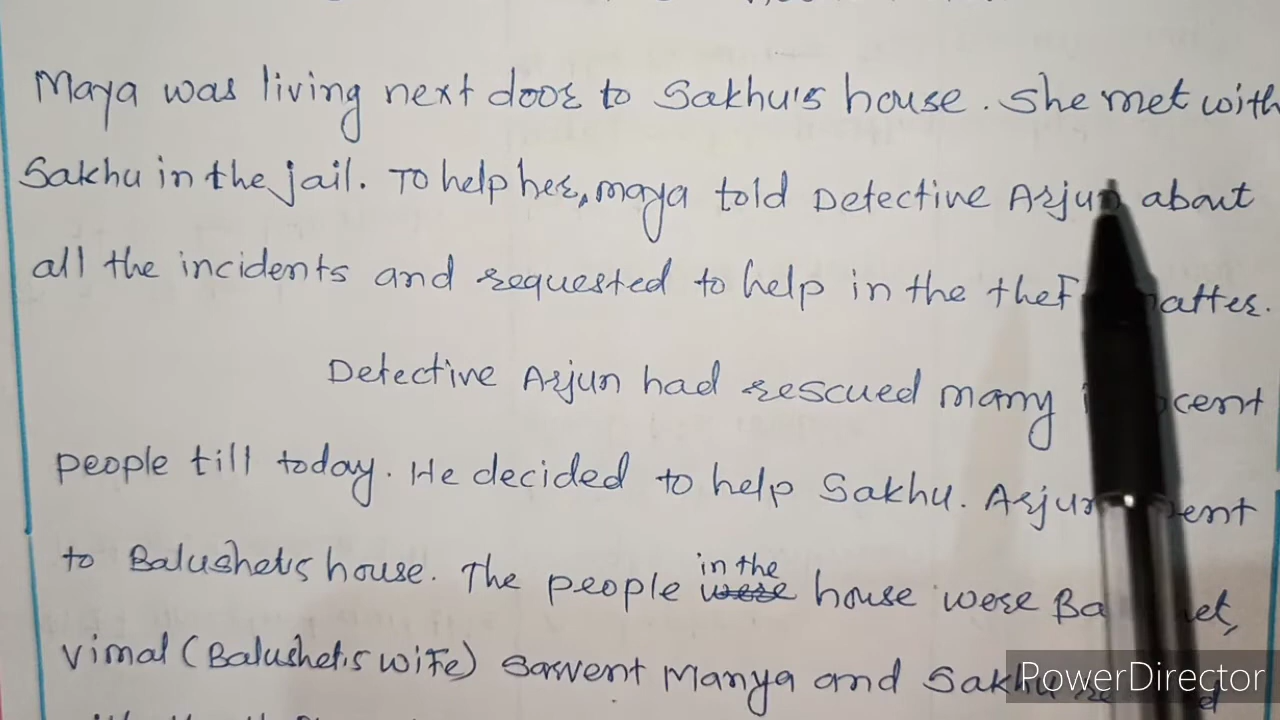 Maya was living next door to Sakhu's house. She met with
Sakhu in the jail. To help her, Maya told Detective Arjun about
all the incidents and requested to help in the matter.
Detective Arjun had rescued many
people till today. He decided to help Sakhu. Arjun
to Balushet's house. The people in the house were
Vimal (Balushet's wife) sarvent Manya and Sakhu
PowerDirector